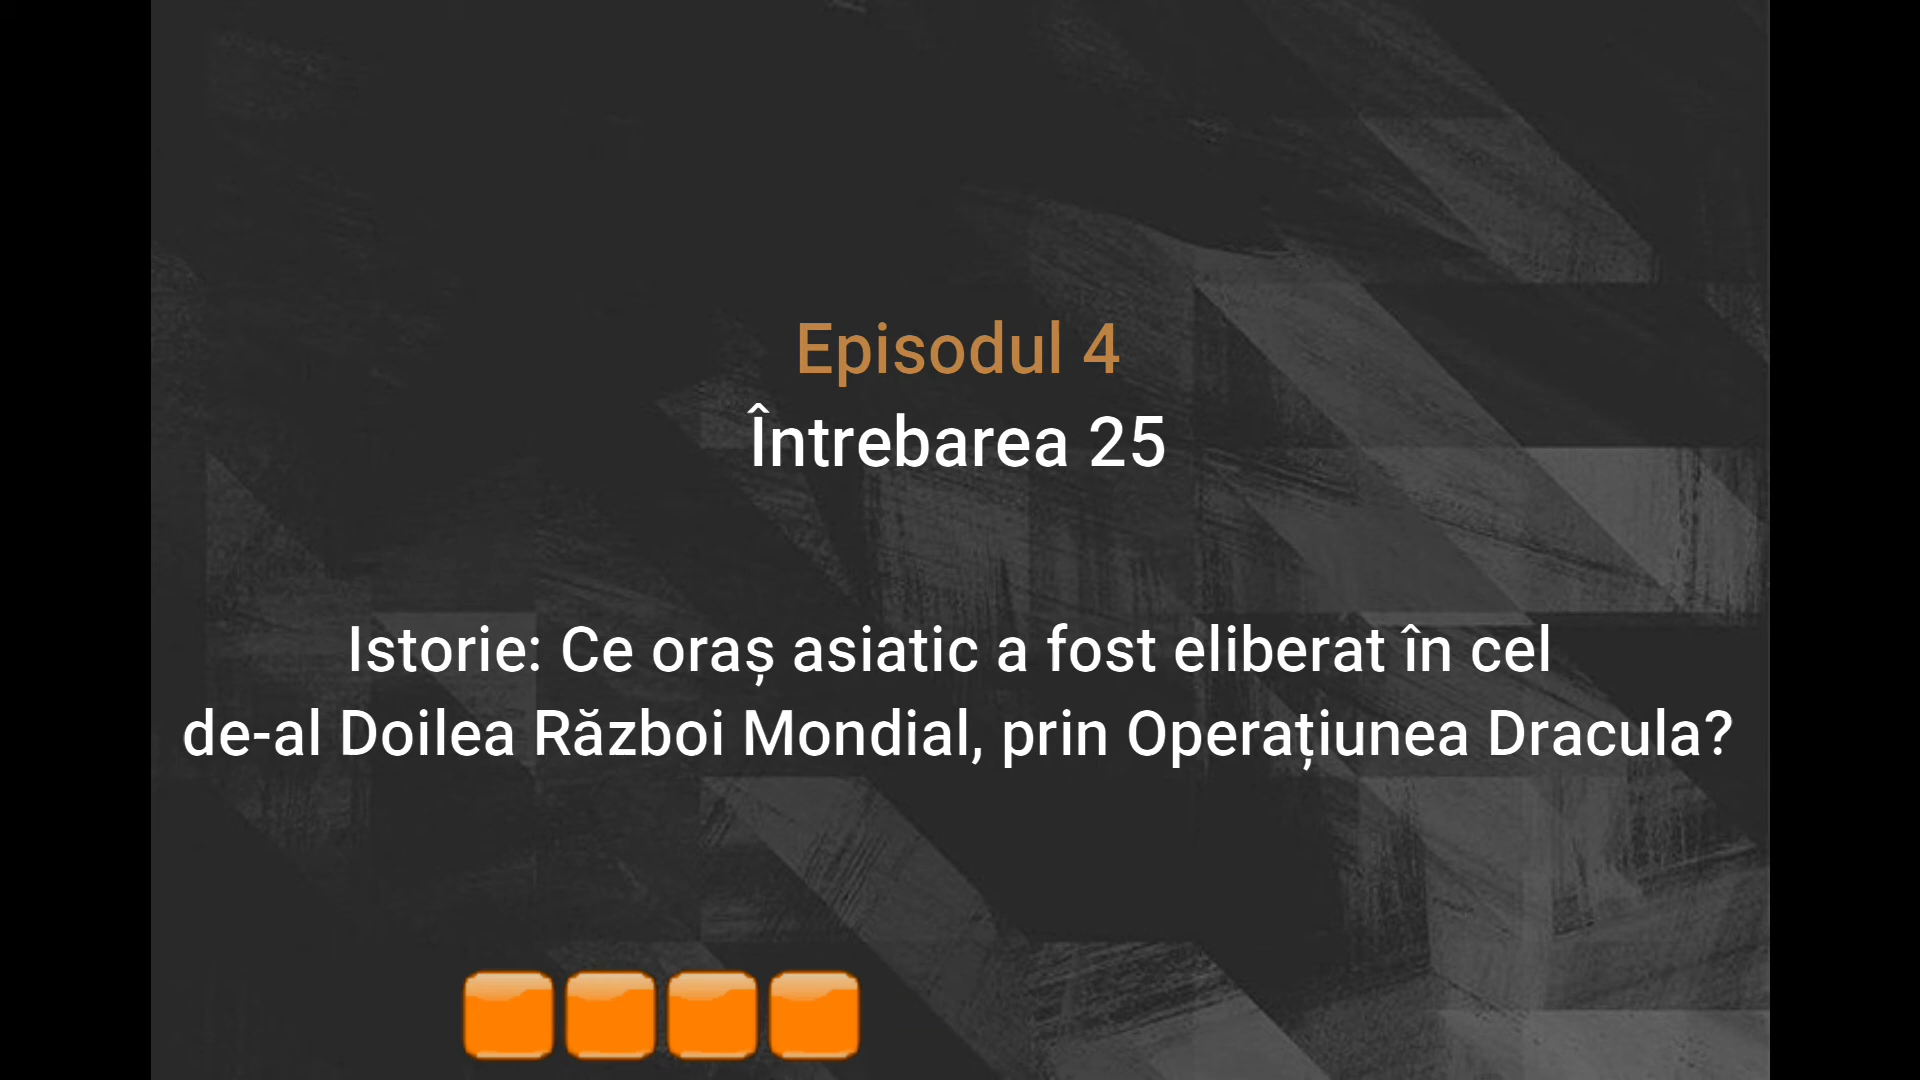 Episodul 4
Întrebarea 25
Istorie: Ce oraș asiatic a fost eliberat în cel
de-al Doilea Război Mondial, prin Operațiunea Dracula?